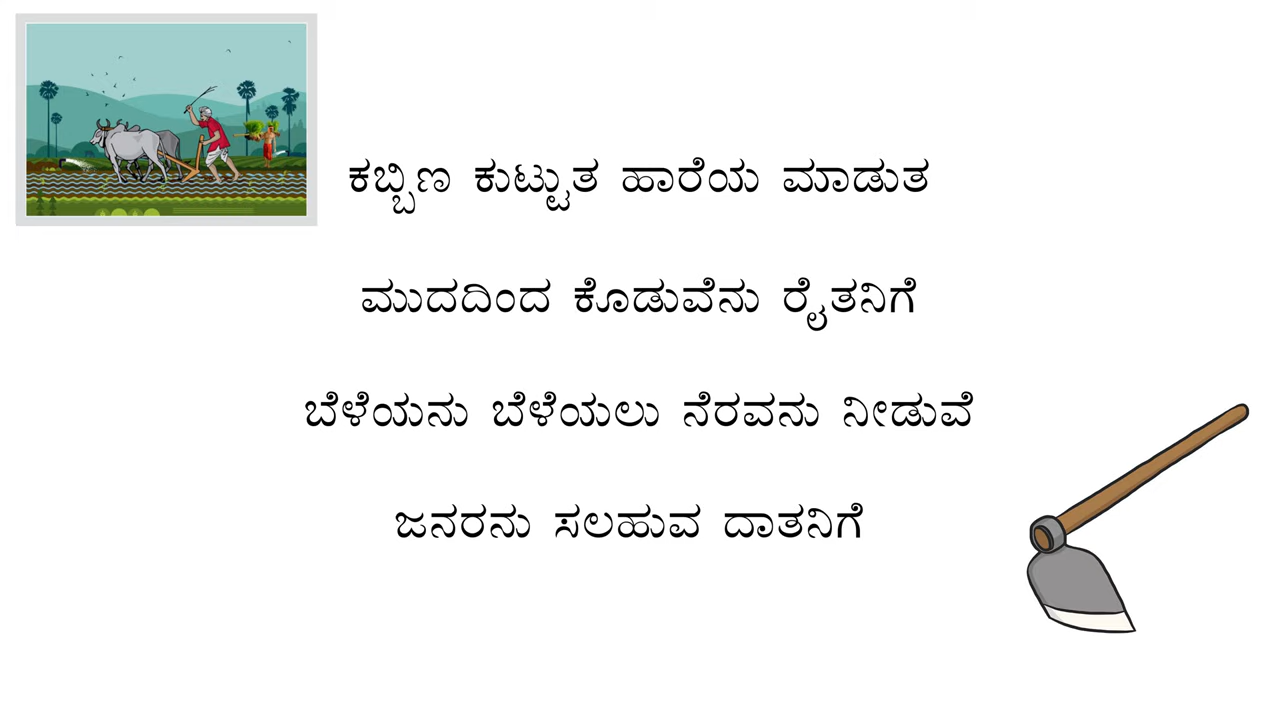 ಕಬ್ಬಿಣ ಕುಟ್ಟುತ ಹಾರೆಯ ಮಾಡುತ
ಮುದದಿಂದ ಕೊಡುವೆನು ರೈತನಿಗೆ
ಬೆಳೆಯನು ಬೆಳೆಯಲು ನೆರವನು ನೀಡುವೆ
ಜನರನು ಸಲಹುವ ದಾತನಿಗೆ